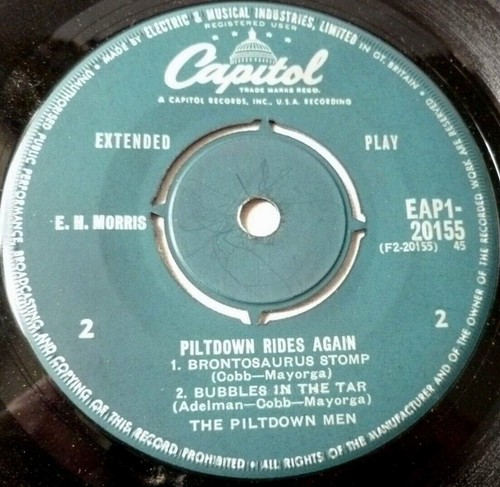 MADE BY ELECTRIC & MUSICAL INDUSTRIES, LIMITED IN GT. BRITAIN • ALL RIGHTS OF THE MANUFACTURER AND OF THE OWNER OF THE RECORDED WORK ARE RESERVED
UNAUTHORISED PUBLIC PERFORMANCE, BROADCASTING AND COPYING OF THIS RECORD PROHIBITED
REGISTERED USER
Capitol
TRADE MARKS REGD.
& CAPITOL RECORDS, INC., U.S.A. RECORDING
EXTENDED PLAY
E. H. MORRIS
EAP1-
20155
(F2-20155) 45
2 2
PILTDOWN RIDES AGAIN
1. BRONTOSAURUS STOMP
(Cobb—Mayorga)
2. BUBBLES IN THE TAR
(Adelman—Cobb—Mayorga)
THE PILTDOWN MEN